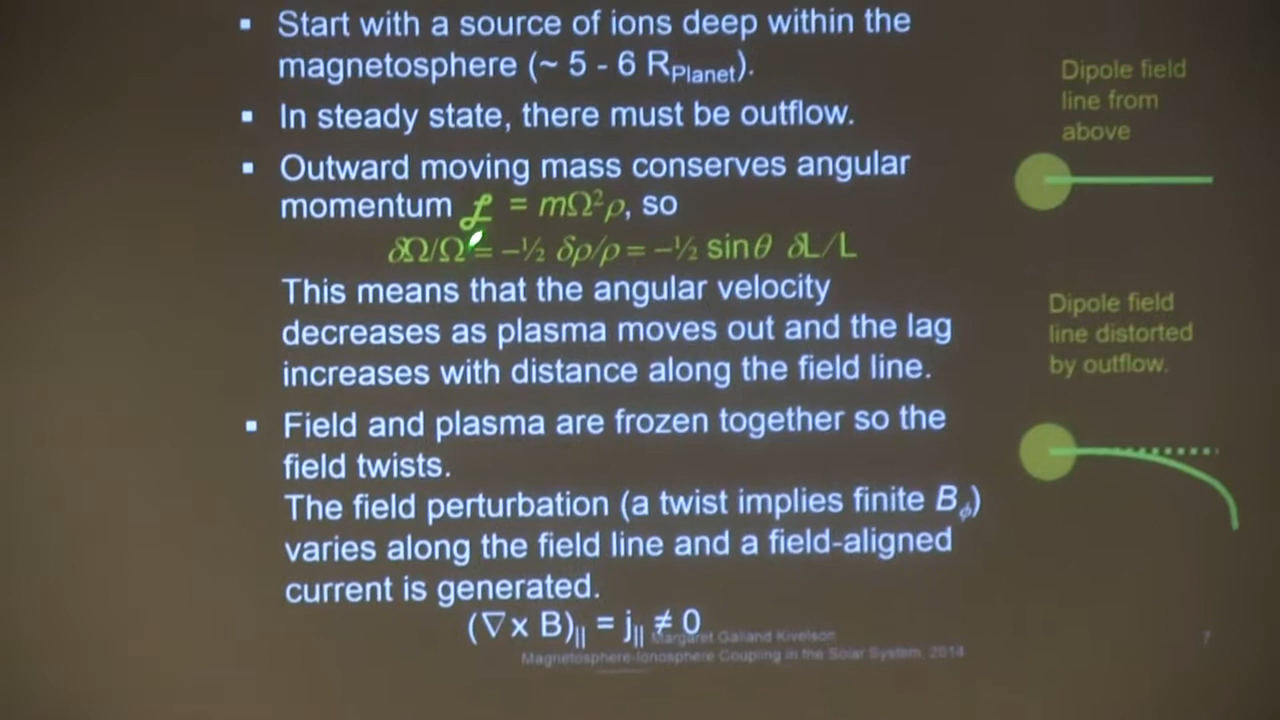 ▪ Start with a source of ions deep within the
magnetosphere (~ 5 - 6 R_Planet).
▪ In steady state, there must be outflow.
▪ Outward moving mass conserves angular
momentum ℒ = mΩ²ρ, so
δΩ/Ω = –½ δρ/ρ = –½ sinθ δL/L
This means that the angular velocity
decreases as plasma moves out and the lag
increases with distance along the field line.
▪ Field and plasma are frozen together so the
field twists.
The field perturbation (a twist implies finite B_ϕ)
varies along the field line and a field-aligned
current is generated.
(∇x B)_|| = j_|| ≠ 0
Dipole field
line from
above
Dipole field
line distorted
by outflow.
Margaret Galland Kivelson
Magnetosphere-Ionosphere Coupling in the Solar System, 2014
7